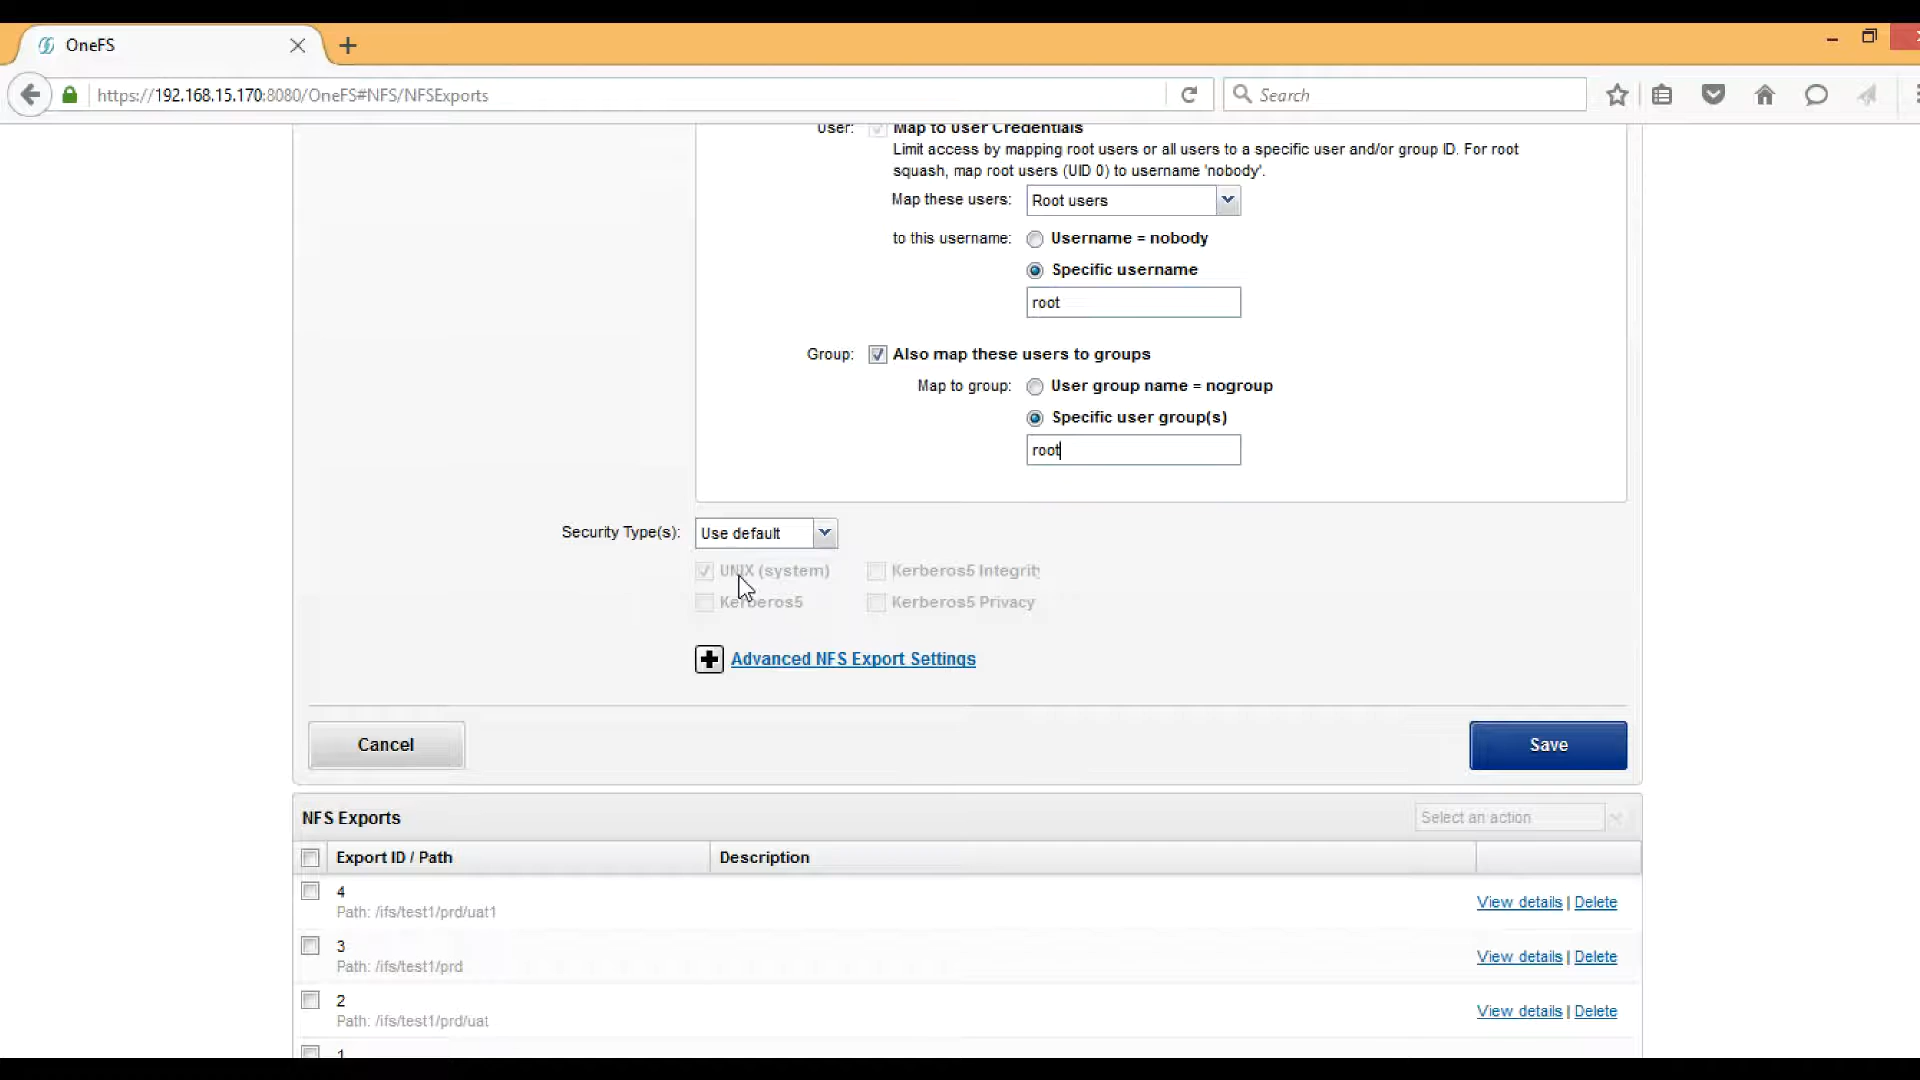 OneFS
https://192.168.15.170:8080/OneFS#NFS/NFSExports
Search
User: Map to user Credentials
Limit access by mapping root users or all users to a specific user and/or group ID. For root
squash, map root users (UID 0) to username 'nobody'.
Map these users: Root users
to this username: Username = nobody
Specific username
root
Group: Also map these users to groups
Map to group: User group name = nogroup
Specific user group(s)
root
Security Type(s): Use default
UNIX (system) Kerberos5 Integrity
Kerberos5 Kerberos5 Privacy
Advanced NFS Export Settings
Cancel Save
NFS Exports Select an action
Export ID / Path Description
4
Path: /ifs/test1/prd/uat1 View details | Delete
3
Path: /ifs/test1/prd View details | Delete
2
Path: /ifs/test1/prd/uat View details | Delete
1